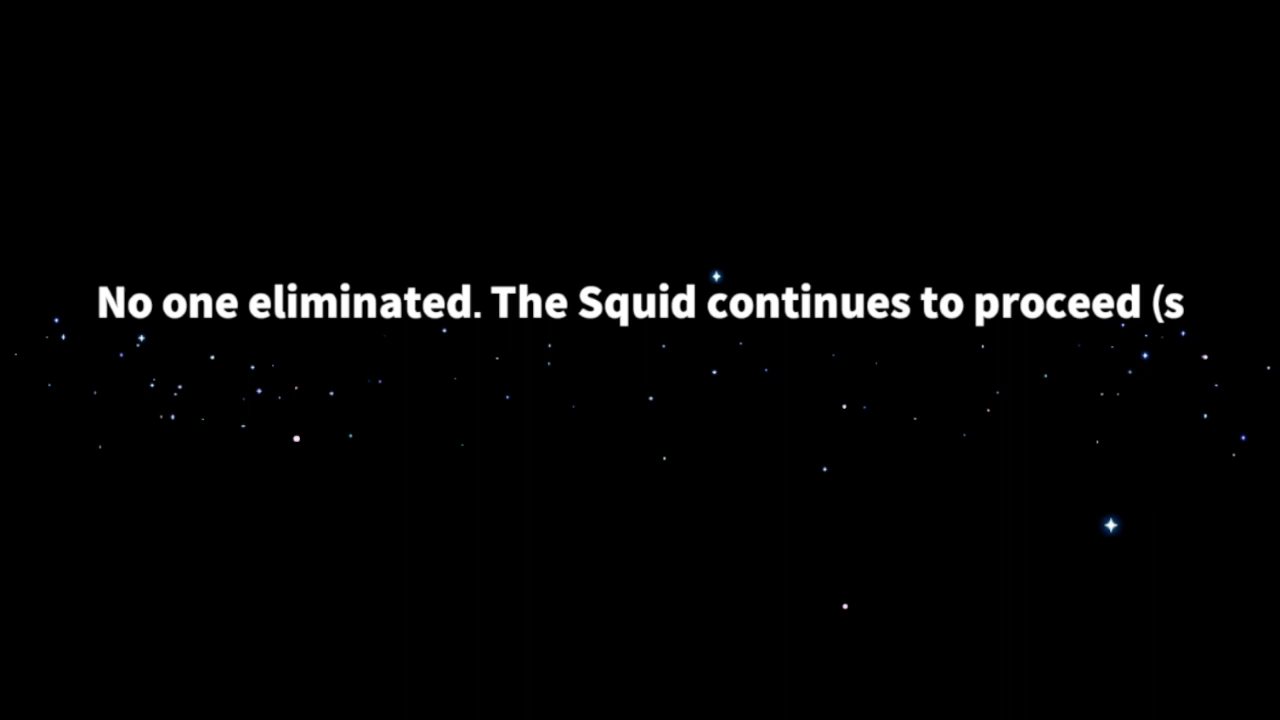 No one eliminated. The Squid continues to proceed (s